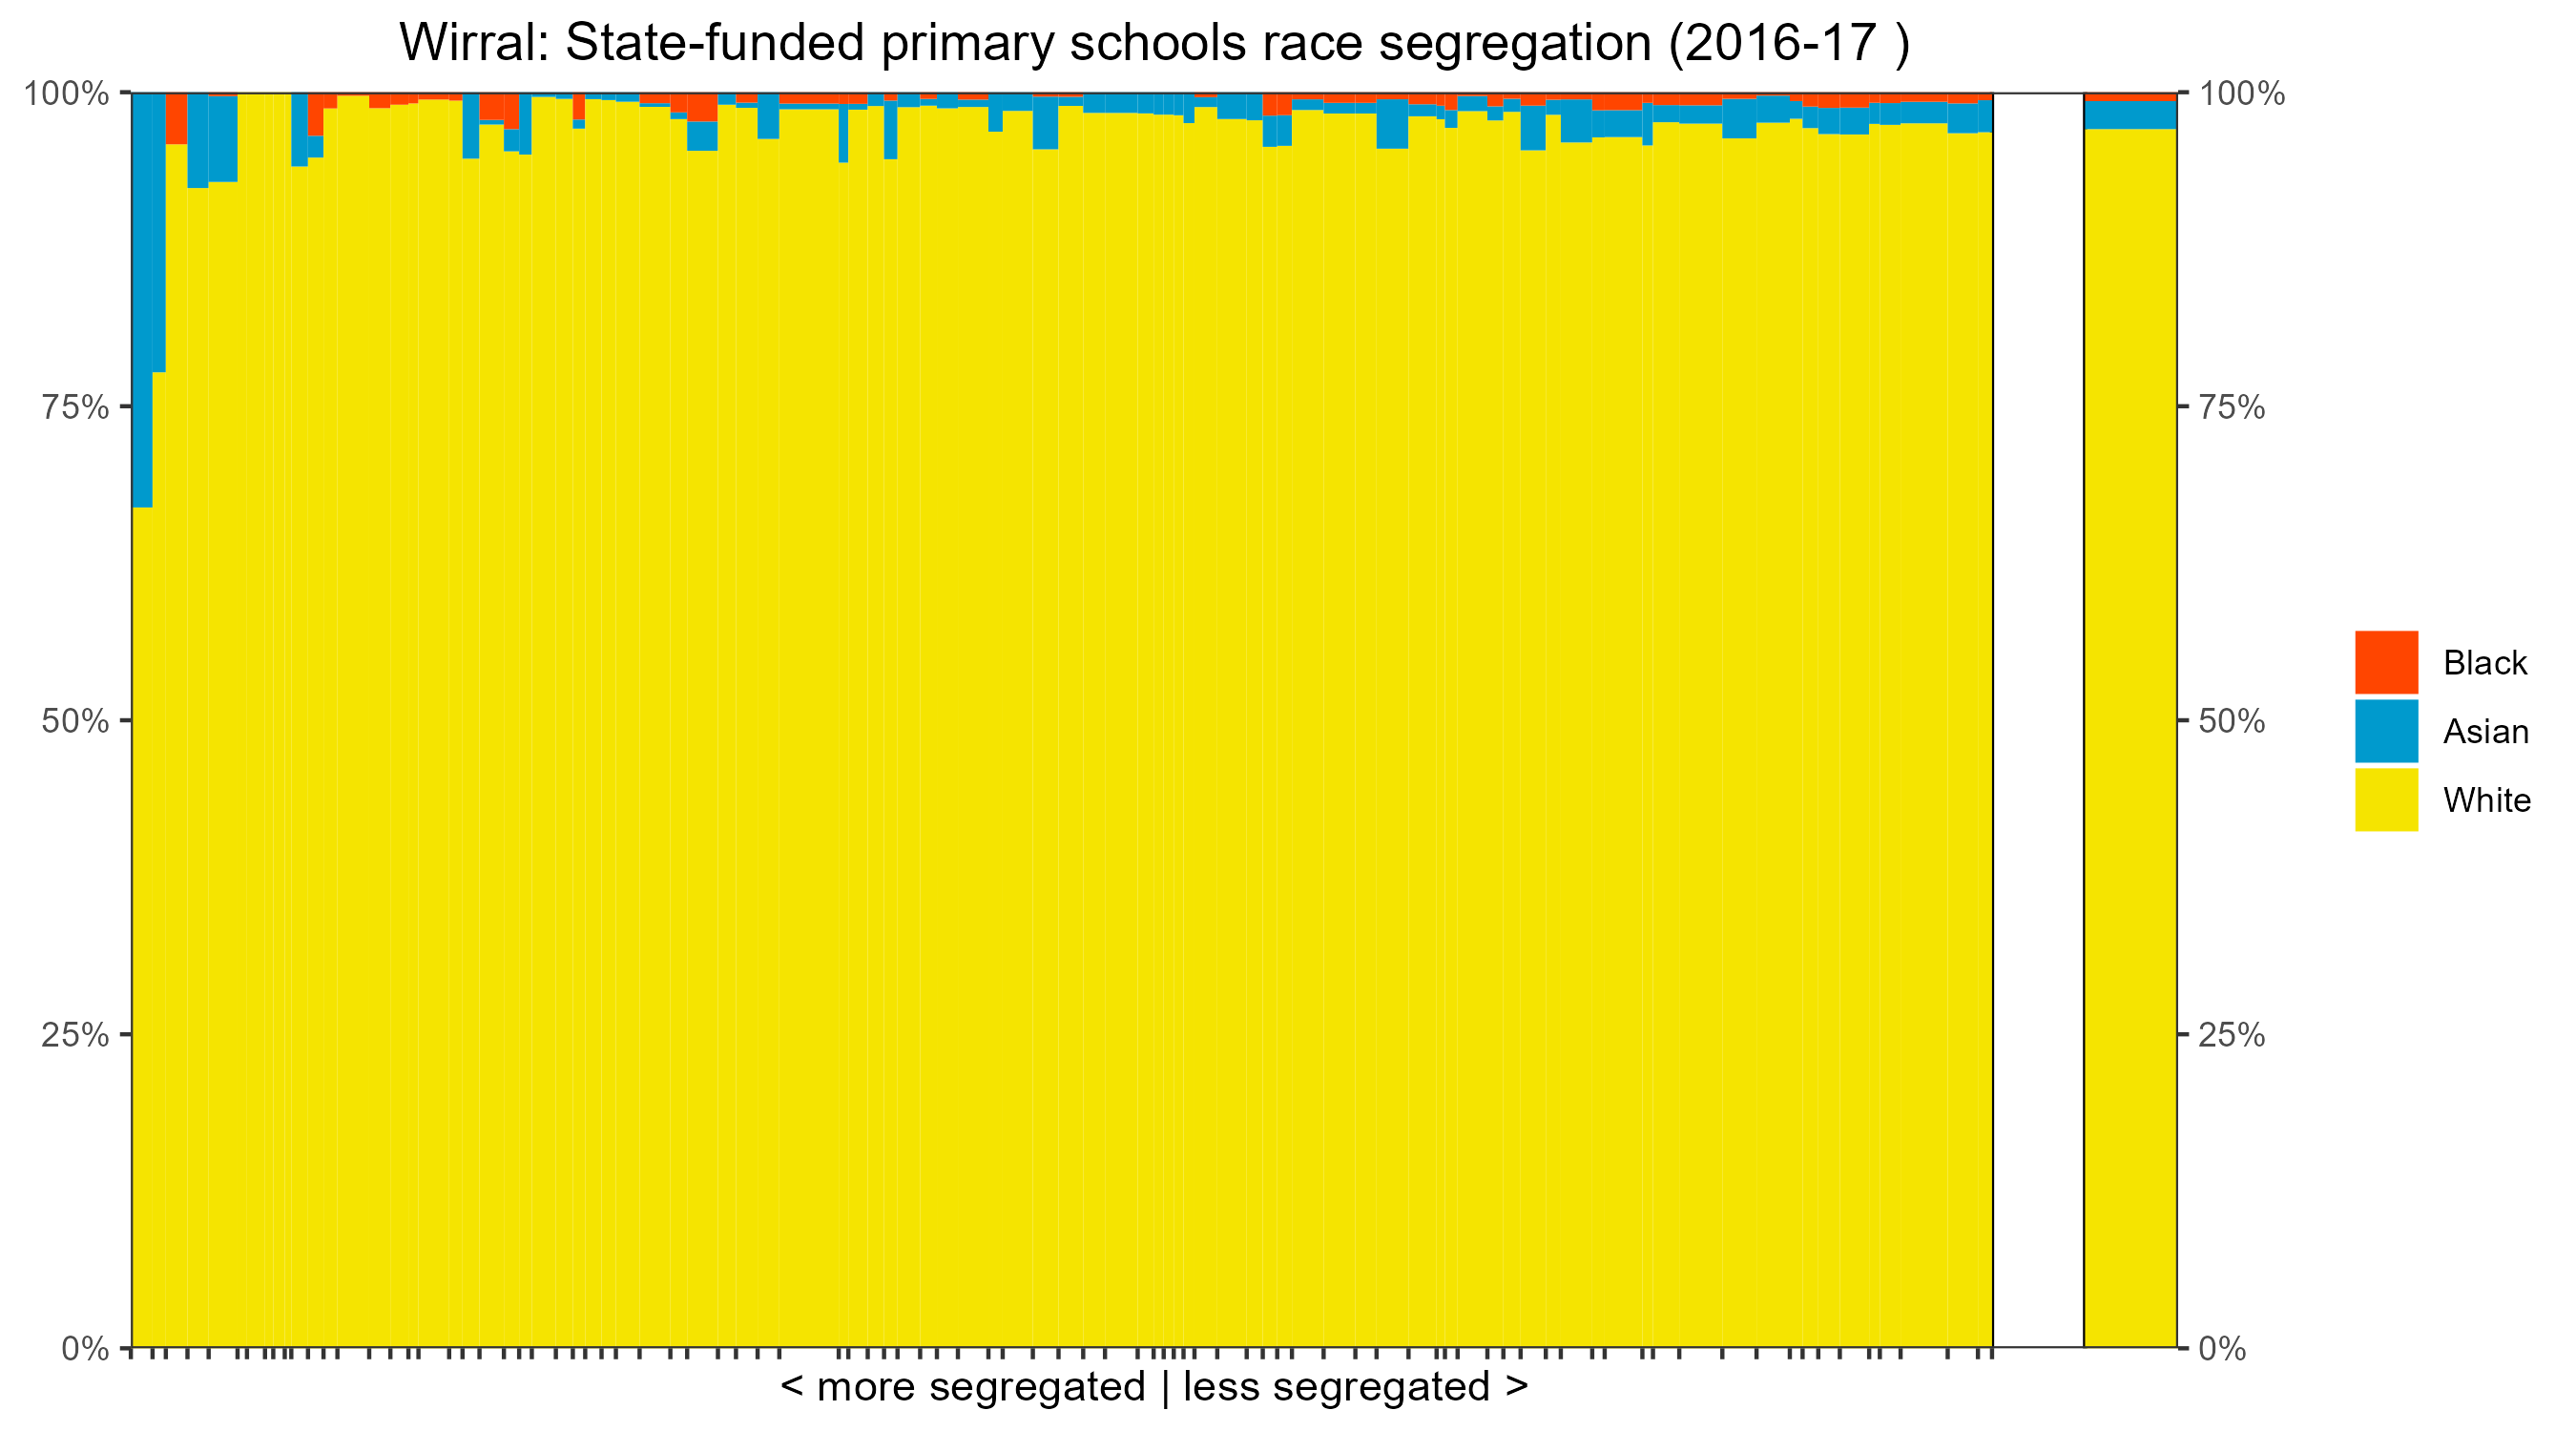 Wirral: State-funded primary schools race segregation (2016-17 )
100%
75%
50%
25%
0%
100%
75%
50%
25%
0%
Black
Asian
White
< more segregated | less segregated >